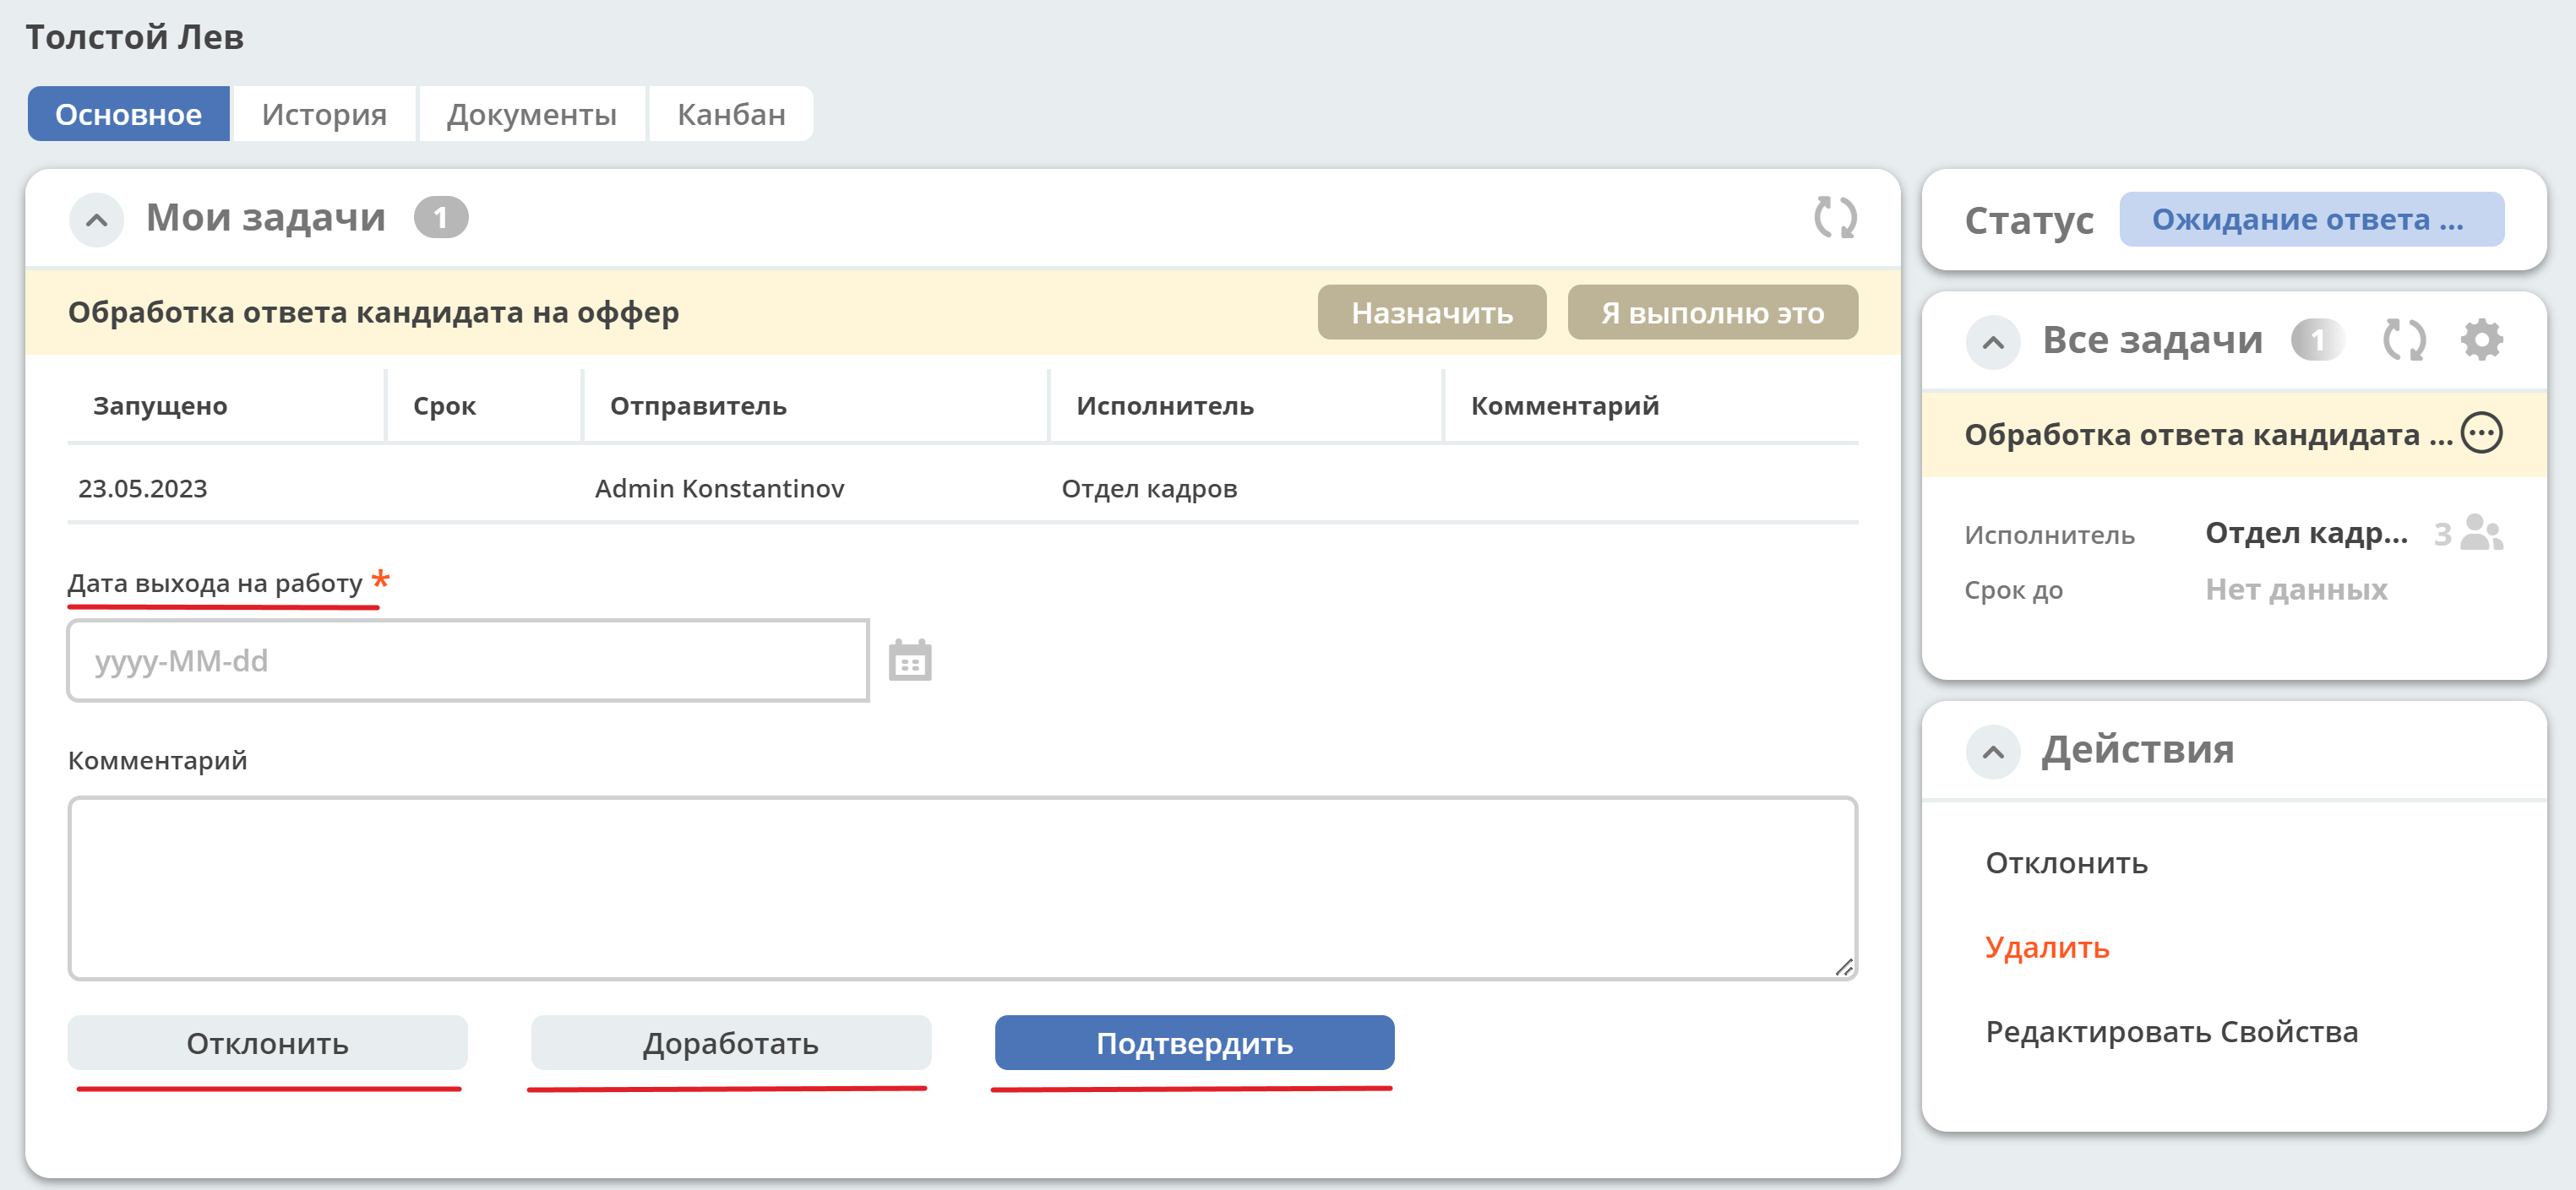 Толстой Лев
Основное История Документы Канбан
Мои задачи 1
Обработка ответа кандидата на оффер Назначить Я выполню это
Запущено Срок Отправитель Исполнитель Комментарий
23.05.2023 Admin Konstantinov Отдел кадров
Дата выхода на работу *
yyyy-MM-dd
Комментарий
Отклонить Доработать Подтвердить
Статус Ожидание ответа ...
Все задачи 1
Обработка ответа кандидата ...
Исполнитель Отдел кадр... 3
Срок до Нет данных
Действия
Отклонить
Удалить
Редактировать Свойства